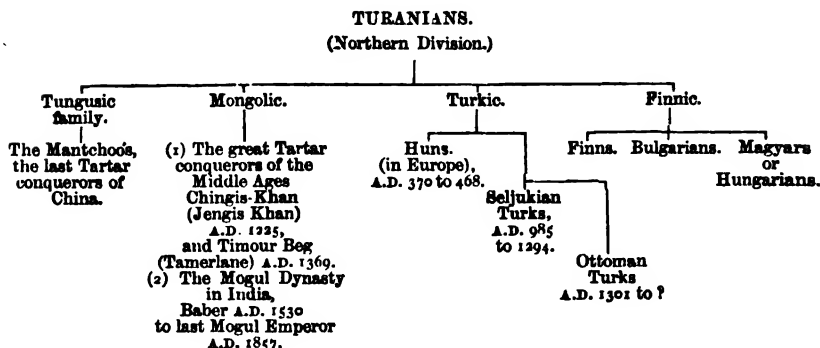 TURANIANS.
(Northern Division.)
Tungusic
family.
The Mantchoos,
the last Tartar
conquerors of
China.
Mongolic.
(1) The great Tartar
conquerors of the
Middle Ages
Chingis-Khan
(Jengis Khan)
A.D. 1225,
and Timour Beg
(Tamerlane) A.D. 1369.
(2) The Mogul Dynasty
in India,
Baber A.D. 1530
to last Mogul Emperor
A.D. 1857.
Turkic.
Huns.
(in Europe),
A.D. 370 to 468.
Seljukian
Turks,
A.D. 985
to 1294.
Ottoman
Turks
A.D. 1301 to ?
Finnic.
Finns.
Bulgarians.
Magyars
or
Hungarians.